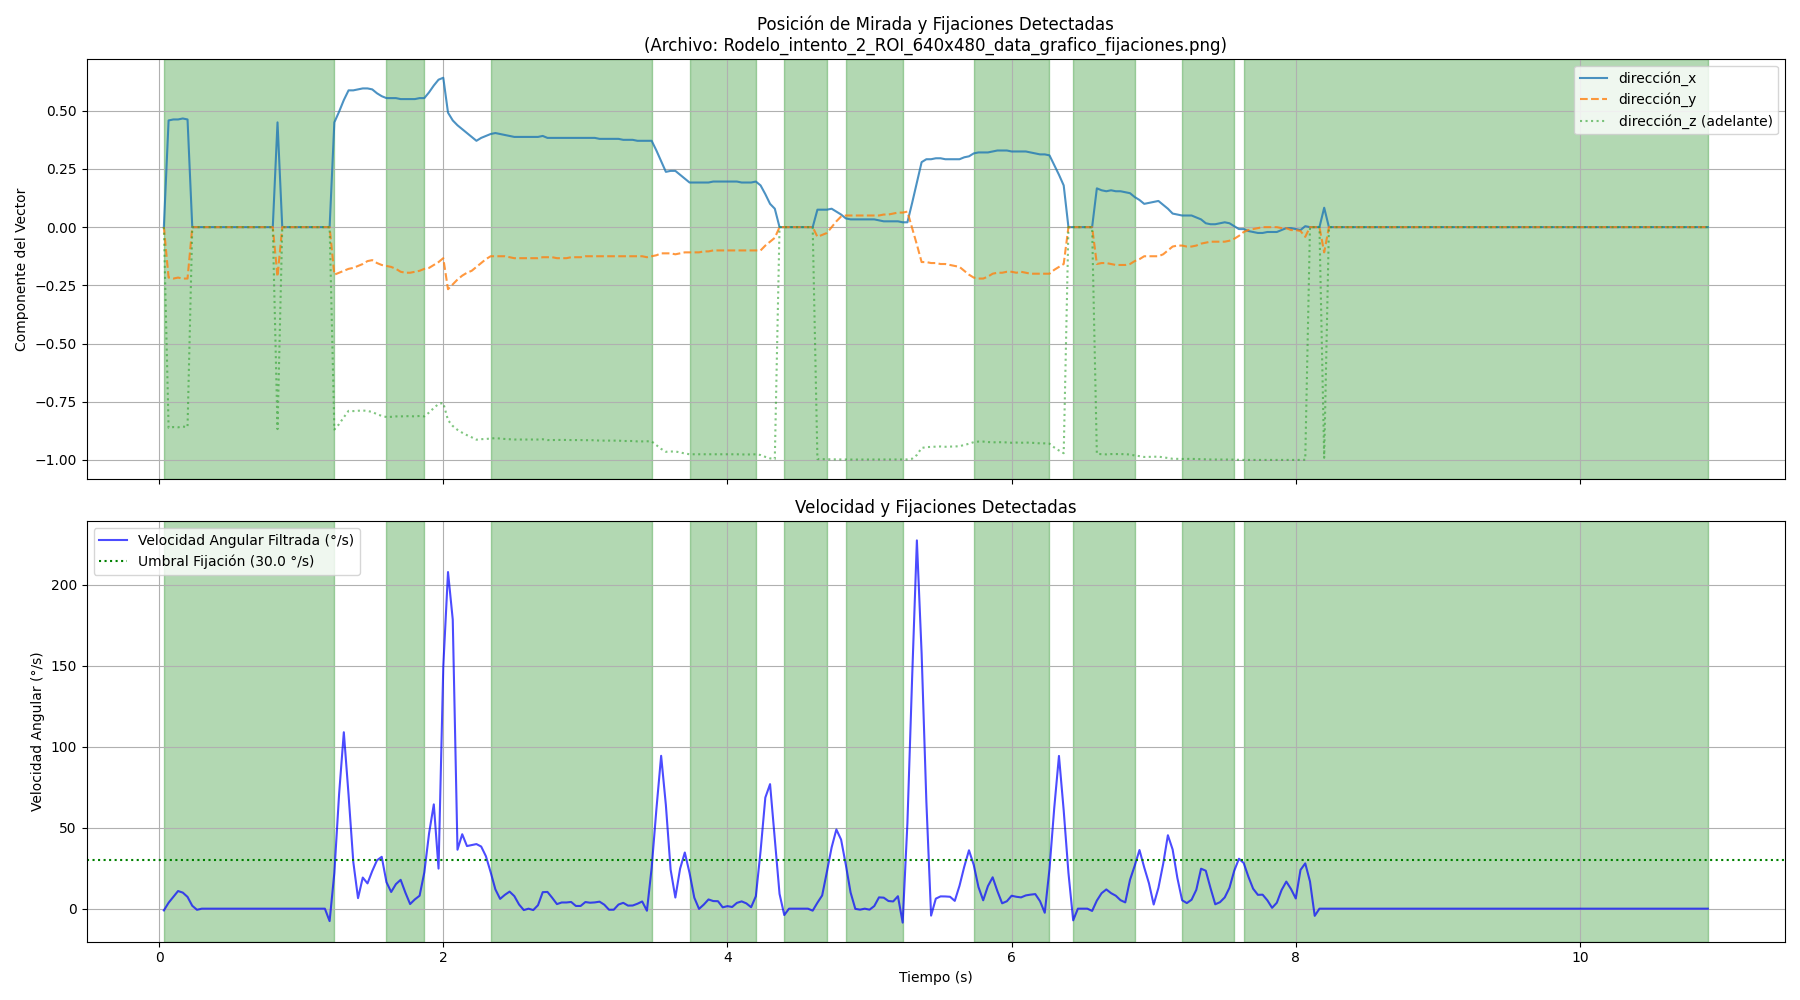 Posición de Mirada y Fijaciones Detectadas
(Archivo: Rodelo_intento_2_ROI_640x480_data_grafico_fijaciones.png)
Componente del Vector
0.50
0.25
0.00
−0.25
−0.50
−0.75
−1.00
dirección_x
dirección_y
dirección_z (adelante)
Velocidad y Fijaciones Detectadas
Velocidad Angular (°/s)
200
150
100
50
0
Velocidad Angular Filtrada (°/s)
Umbral Fijación (30.0 °/s)
0 2 4 6 8 10
Tiempo (s)